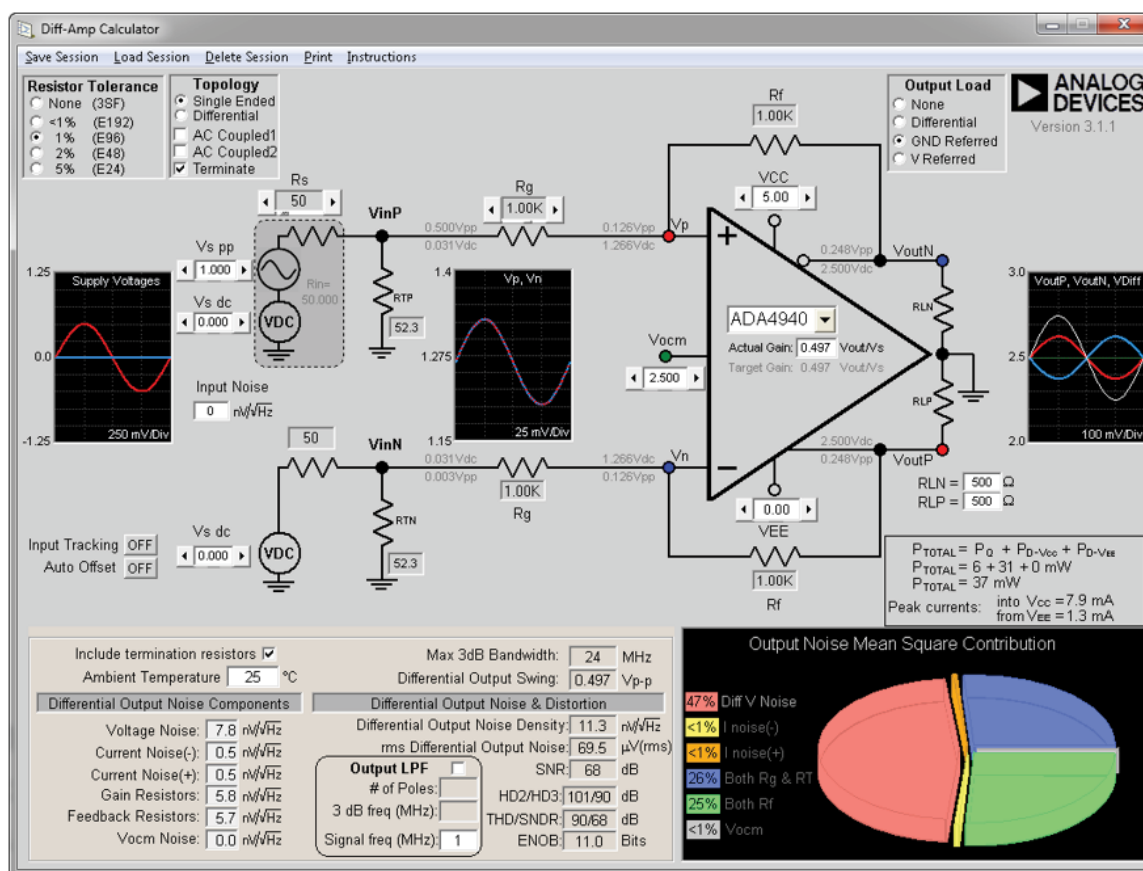 Diff-Amp Calculator
Save Session Load Session Delete Session Print Instructions
Resistor Tolerance
None (3SF)
<1% (E192)
1% (E96)
2% (E48)
5% (E24)
Topology
Single Ended
Differential
AC Coupled1
AC Coupled2
Terminate
Output Load
None
Differential
GND Referred
V Referred
ANALOG
DEVICES
Version 3.1.1
Rf
1.00K
Rs
50
VinP
Rg
1.00K
VCC
5.00
0.500Vpp
0.031Vdc
0.126Vpp
1.266Vdc
Vp
+
0.248Vpp
2.500Vdc
VoutN
Vs pp
1.000
Vs dc
0.000
Rin=
50.000
VDC
RTP
52.3
1.25
0.0
-1.25
Supply Voltages
250 mV/Div
1.4
1.275
1.15
Vp, Vn
25 mV/Div
ADA4940
Actual Gain: 0.497 Vout/Vs
Target Gain: 0.497 Vout/Vs
Vocm
2.500
RLN
RLP
3.0
2.5
2.0
VoutP, VoutN, VDiff
100 mV/Div
Input Noise
0 nV/√Hz
50
VinN
0.031Vdc
0.003Vpp
1.00K
Rg
1.266Vdc
0.126Vpp
Vn
−
2.500Vdc
0.248Vpp
VoutP
0.00
VEE
RLN = 500 Ω
RLP = 500 Ω
RTN
52.3
Vs dc
0.000
VDC
Input Tracking OFF
Auto Offset OFF
1.00K
Rf
PTOTAL = PQ + PD-VCC + PD-VEE
PTOTAL = 6 + 31 + 0 mW
PTOTAL = 37 mW
Peak currents: into VCC = 7.9 mA
from VEE = 1.3 mA
Include termination resistors
Ambient Temperature 25 °C
Differential Output Noise Components
Voltage Noise: 7.8 nV/√Hz
Current Noise(-): 0.5 nV/√Hz
Current Noise(+): 0.5 nV/√Hz
Gain Resistors: 5.8 nV/√Hz
Feedback Resistors: 5.7 nV/√Hz
Vocm Noise: 0.0 nV/√Hz
Max 3dB Bandwidth: 24 MHz
Differential Output Swing: 0.497 Vp-p
Differential Output Noise & Distortion
Differential Output Noise Density: 11.3 nV/√Hz
rms Differential Output Noise: 69.5 µV(rms)
SNR: 68 dB
HD2/HD3: 101/90 dB
THD/SNDR: 90/68 dB
ENOB: 11.0 Bits
Output LPF
# of Poles:
3 dB freq (MHz):
Signal freq (MHz): 1
Output Noise Mean Square Contribution
47% Diff V Noise
<1% I noise(-)
<1% I noise(+)
26% Both Rg & RT
25% Both Rf
<1% Vocm